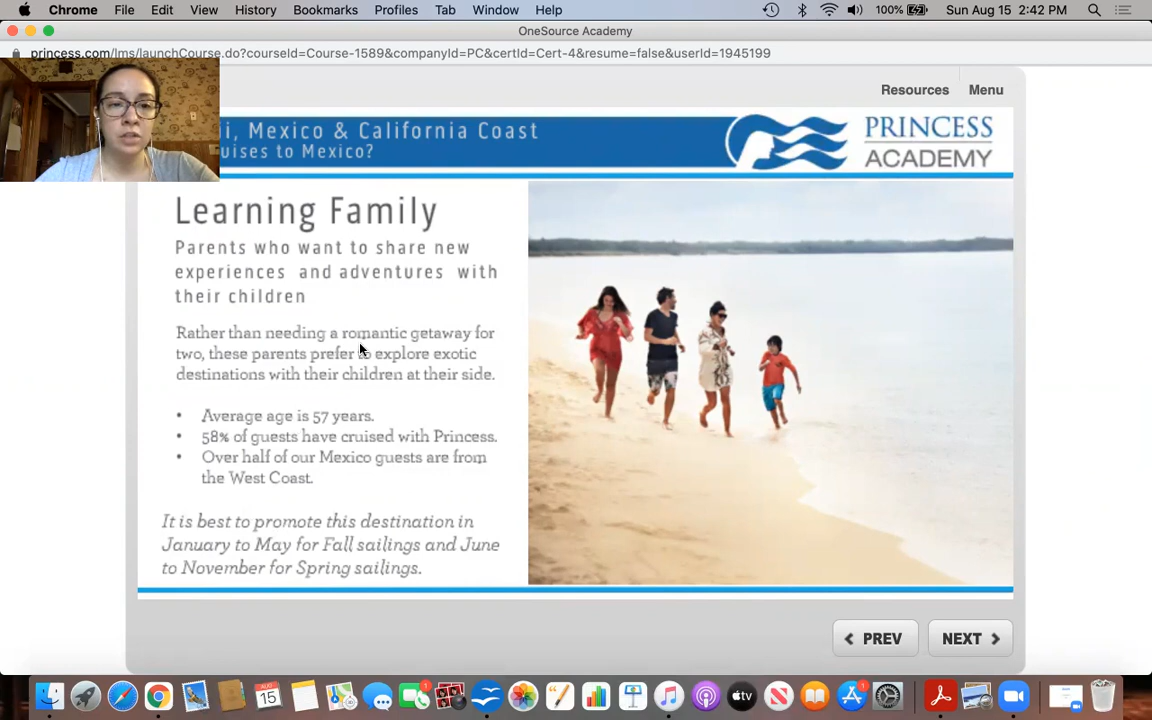 Chrome File Edit View History Bookmarks Profiles Tab Window Help 100% Sun Aug 15 2:42 PM
OneSource Academy
princess.com/lms/launchCourse.do?courseId=Course-1589&companyId=PC&certId=Cert-4&resume=false&userId=1945199
Resources Menu
Mexico & California Coast
to Mexico?
PRINCESS
ACADEMY
Learning Family
Parents who want to share new
experiences and adventures with
their children
Rather than needing a romantic getaway for
two, these parents prefer to explore exotic
destinations with their children at their side.
• Average age is 57 years.
• 58% of guests have cruised with Princess.
• Over half of our Mexico guests are from
the West Coast.
It is best to promote this destination in
January to May for Fall sailings and June
to November for Spring sailings.
PREV NEXT
AUG
15
1
tv
1